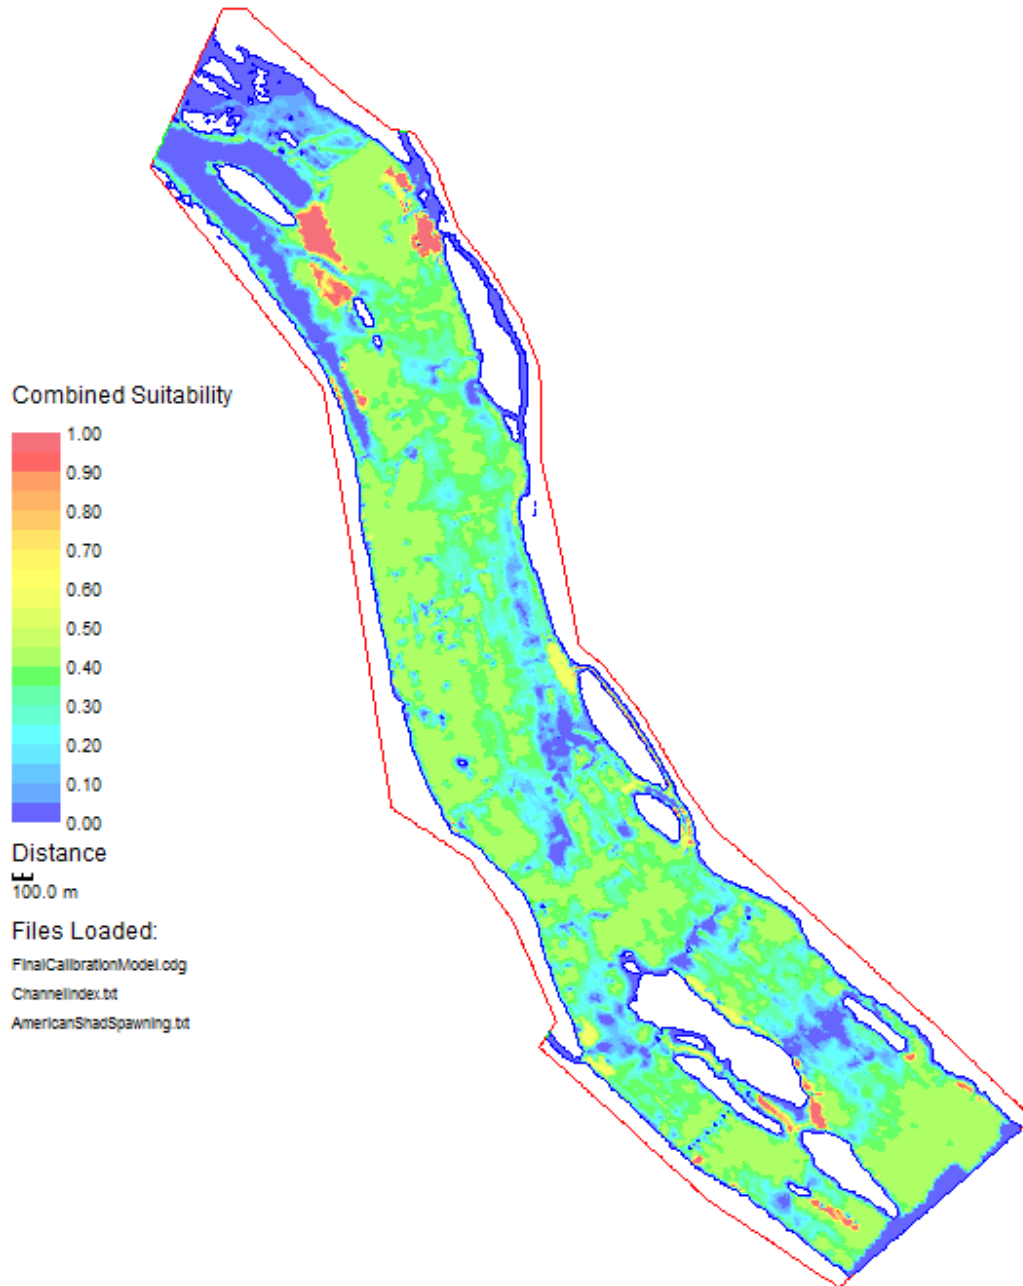 Combined Suitability
1.00
0.90
0.80
0.70
0.60
0.50
0.40
0.30
0.20
0.10
0.00
Distance
100.0 m
Files Loaded:
FinalCalibrationModel.cdg
ChannelIndex.txt
AmericanShadSpawning.txt